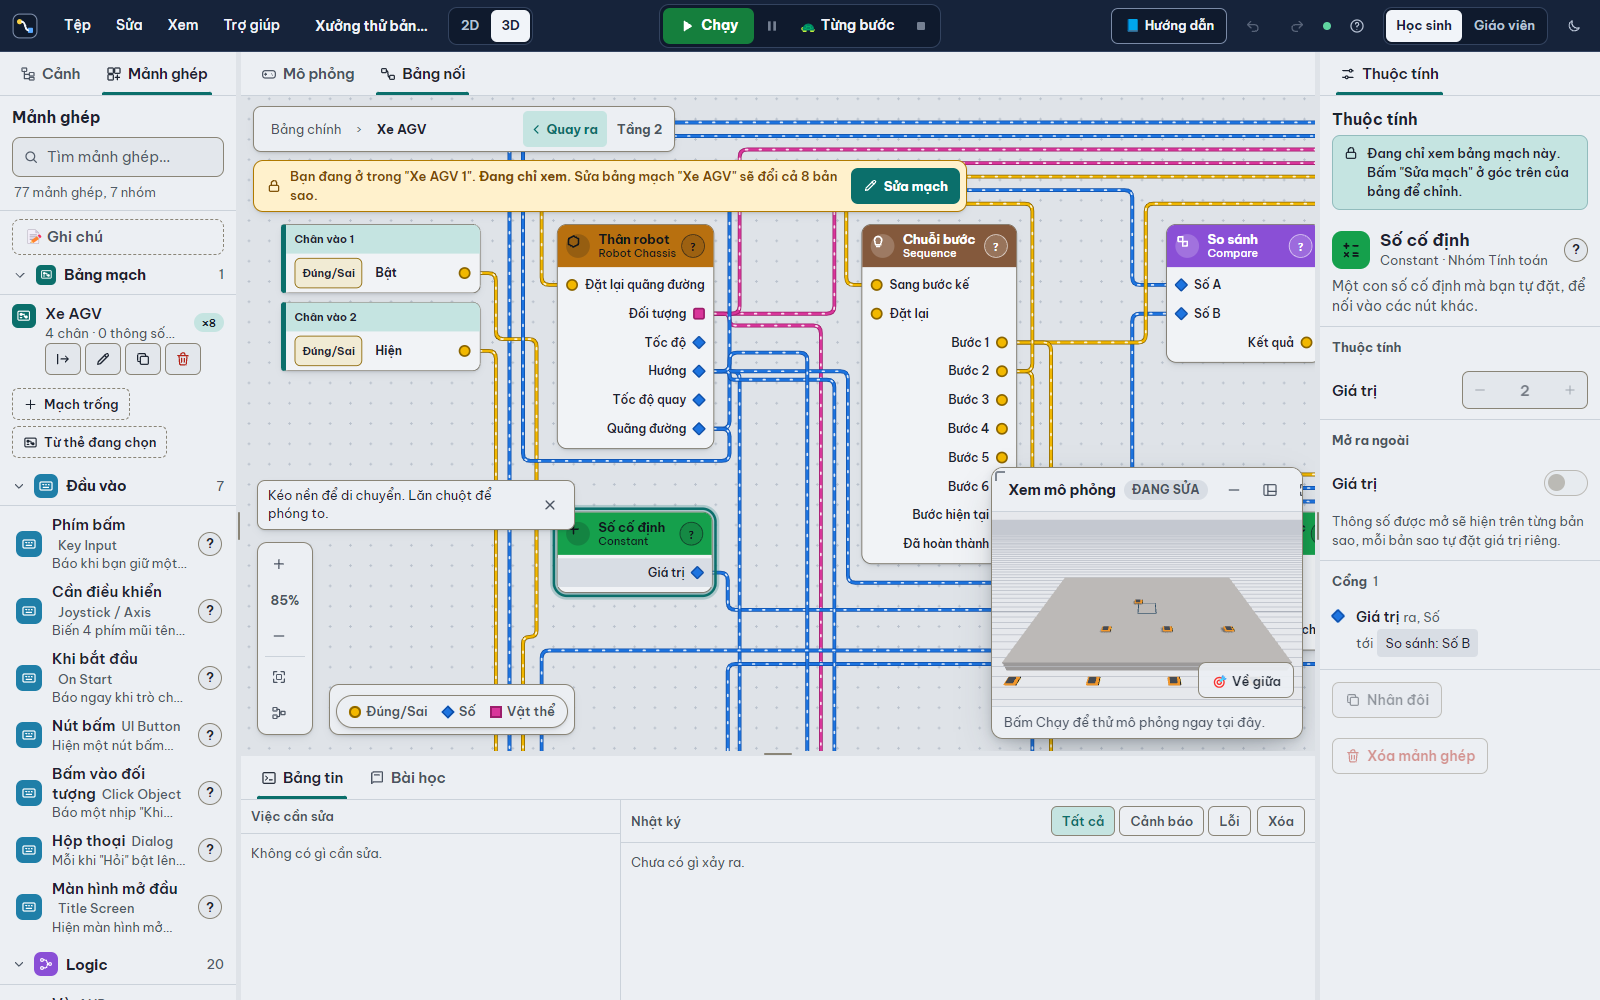 Tệp
Sửa
Xem
Trợ giúp
Xưởng thử bản...
2D
3D
Chạy
Từng bước
Hướng dẫn
Học sinh
Giáo viên
Cảnh
Mảnh ghép
Mảnh ghép
Tìm mảnh ghép...
77 mảnh ghép, 7 nhóm
Ghi chú
Bảng mạch
1
Xe AGV
4 chân · 0 thông số...
×8
Mạch trống
Từ thẻ đang chọn
Đầu vào
7
Phím bấm
Key Input
Báo khi bạn giữ một...
?
Cần điều khiển
Joystick / Axis
Biến 4 phím mũi tên...
?
Khi bắt đầu
On Start
Báo ngay khi trò ch...
?
Nút bấm UI Button
Hiện một nút bấm...
?
Bấm vào đối
tượng Click Object
Báo một nhịp "Khi...
?
Hộp thoại Dialog
Mỗi khi "Hỏi" bật lên...
?
Màn hình mở đầu
Title Screen
Hiện màn hình mở...
?
Logic
20
Mô phỏng
Bảng nối
Bảng chính
Xe AGV
Quay ra
Tầng 2
Bạn đang ở trong "Xe AGV 1". Đang chỉ xem. Sửa bảng mạch "Xe AGV" sẽ đổi cả 8 bản
sao.
Sửa mạch
Chân vào 1
Đúng/Sai
Bật
Chân vào 2
Đúng/Sai
Hiện
Thân robot
Robot Chassis
?
Đặt lại quãng đường
Đối tượng
Tốc độ
Hướng
Tốc độ quay
Quãng đường
Chuỗi bước
Sequence
?
Sang bước kế
Đặt lại
Bước 1
Bước 2
Bước 3
Bước 4
Bước 5
Bước 6
Bước hiện tại
Đã hoàn thành
So sánh
Compare
?
Số A
Số B
Kết quả
Kéo nền để di chuyển. Lăn chuột để
phóng to.
Số cố định
Constant
?
Giá trị
85%
Đúng/Sai
Số
Vật thể
Xem mô phỏng
ĐANG SỬA
Về giữa
Bấm Chạy để thử mô phỏng ngay tại đây.
Bảng tin
Bài học
Việc cần sửa
Không có gì cần sửa.
Nhật ký
Tất cả
Cảnh báo
Lỗi
Xóa
Chưa có gì xảy ra.
Thuộc tính
Thuộc tính
Đang chỉ xem bảng mạch này.
Bấm "Sửa mạch" ở góc trên của
bảng để chỉnh.
Số cố định
Constant · Nhóm Tính toán
?
Một con số cố định mà bạn tự đặt, để
nối vào các nút khác.
Thuộc tính
Giá trị
2
Mở ra ngoài
Giá trị
Thông số được mở sẽ hiện trên từng bản
sao, mỗi bản sao tự đặt giá trị riêng.
Cổng 1
Giá trị ra, Số
tới So sánh: Số B
Nhân đôi
Xóa mảnh ghép